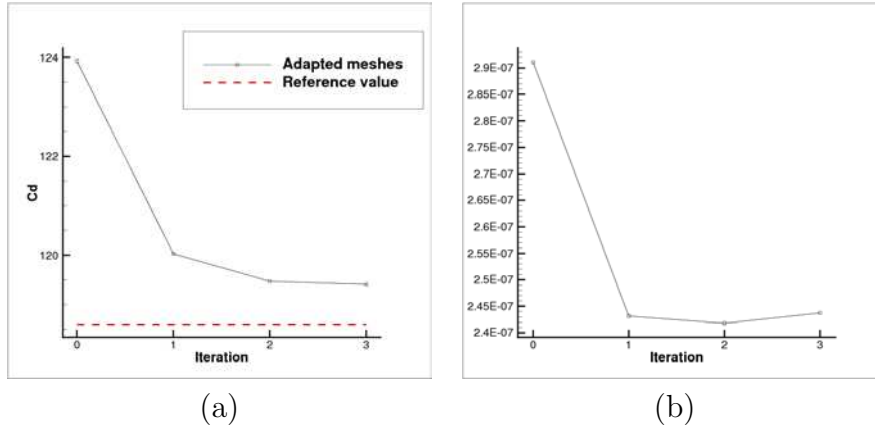 124
122
120
Cd
Adapted meshes
Reference value
0 1 2 3
Iteration
(a)
2.9E-07
2.85E-07
2.8E-07
2.75E-07
2.7E-07
2.65E-07
2.6E-07
2.55E-07
2.5E-07
2.45E-07
2.4E-07
0 1 2 3
Iteration
(b)